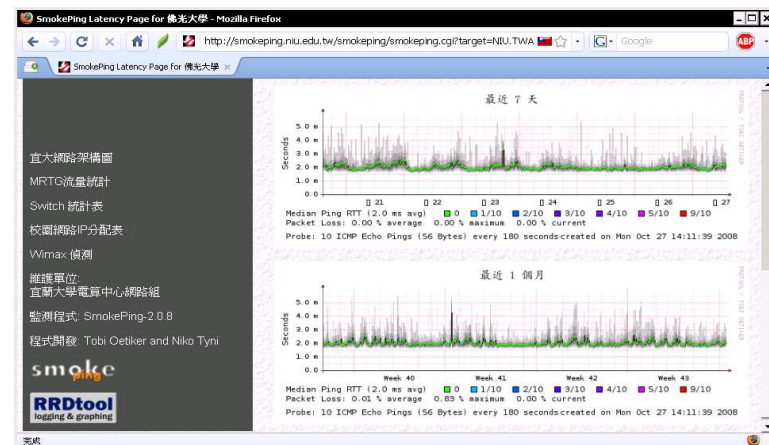 SmokePing Latency Page for 佛光大學 - Mozilla Firefox
http://smokeping.niu.edu.tw/smokeping/smokeping.cgi?target=NIU.TWA
Google
ABP
SmokePing Latency Page for 佛光大學
宜大網路架構圖
MRTG流量統計
Switch 統計表
校園網路IP分配表
Wimax 偵測
維護單位:
宜蘭大學電算中心網路組
監測程式: SmokePing-2.0.8
程式開發: Tobi Oetiker and Niko Tyni
smokeping
RRDtool
logging & graphing
最近 7 天
Seconds
5.0 m
4.0 m
3.0 m
2.0 m
1.0 m
0.0
21 22 23 24 25 26 27
Median Ping RTT (2.0 ms avg) 0 1/10 2/10 3/10 4/10 5/10 9/10
Packet Loss: 0.00 % average 0.00 % maximum 0.00 % current
Probe: 10 ICMP Echo Pings (56 Bytes) every 180 seconds created on Mon Oct 27 14:11:39 2008
最近 1 個月
Seconds
5.0 m
4.0 m
3.0 m
2.0 m
1.0 m
0.0
Week 40 Week 41 Week 42 Week 43
Median Ping RTT (2.0 ms avg) 0 1/10 2/10 3/10 4/10 5/10 9/10
Packet Loss: 0.01 % average 0.83 % maximum 0.00 % current
Probe: 10 ICMP Echo Pings (56 Bytes) every 180 seconds created on Mon Oct 27 14:11:39 2008
完成